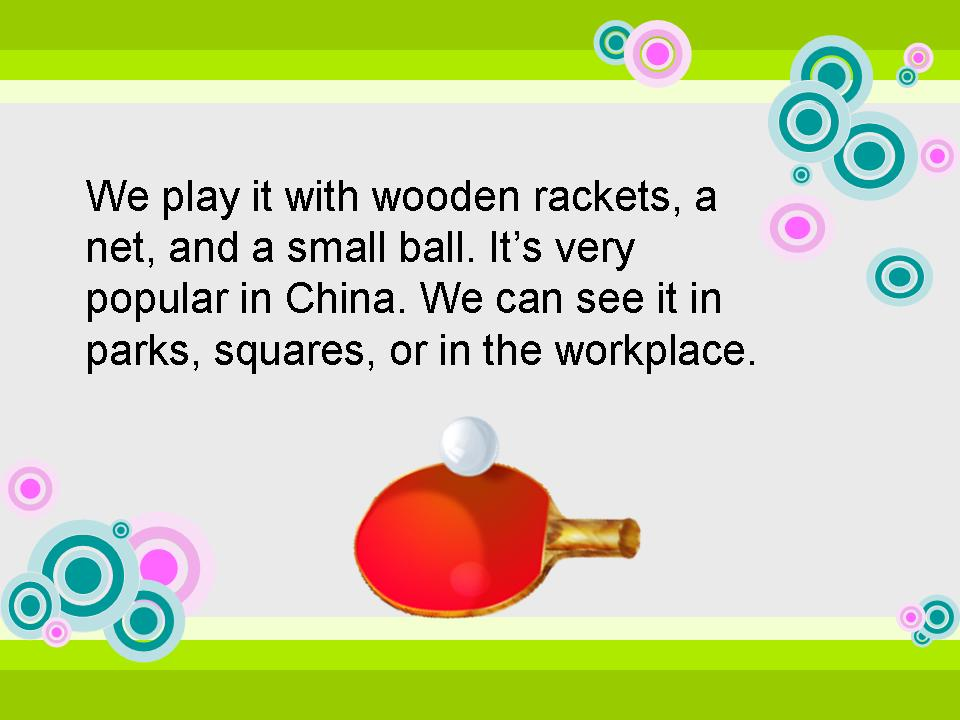 We play it with wooden rackets, a
net, and a small ball. It’s very
popular in China. We can see it in
parks, squares, or in the workplace.